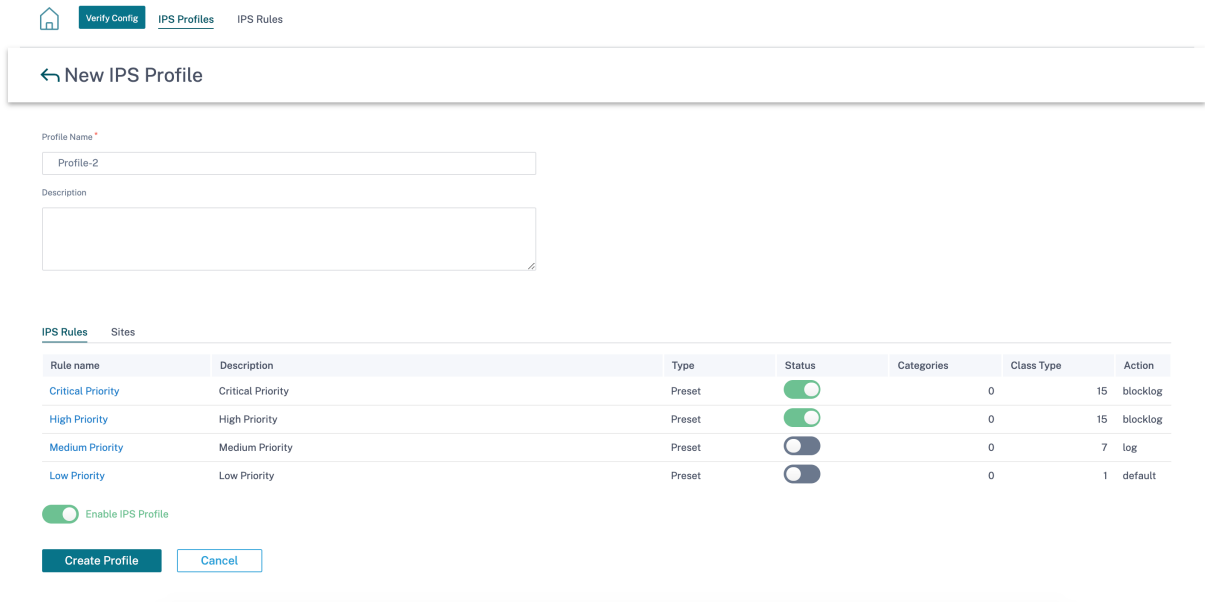 Verify Config IPS Profiles IPS Rules
New IPS Profile
Profile Name *
Profile-2
Description
IPS Rules Sites
Rule name Description Type Status Categories Class Type Action
Critical Priority Critical Priority Preset 0 15 blocklog
High Priority High Priority Preset 0 15 blocklog
Medium Priority Medium Priority Preset 0 7 log
Low Priority Low Priority Preset 0 1 default
Enable IPS Profile
Create Profile Cancel